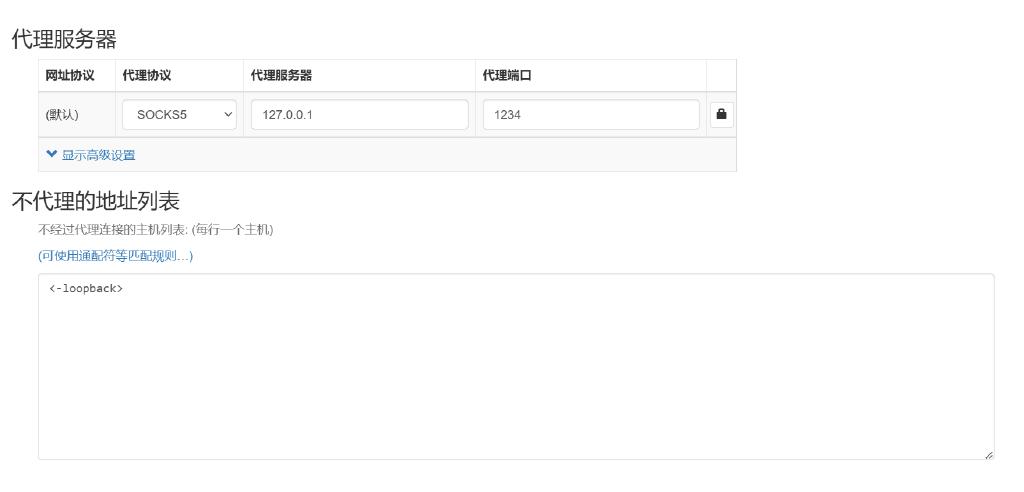 代理服务器
网址协议 代理协议 代理服务器 代理端口
(默认) SOCKS5 127.0.0.1 1234
显示高级设置
不代理的地址列表
不经过代理连接的主机列表: (每行一个主机)
(可使用通配符等匹配规则…)
<-loopback>